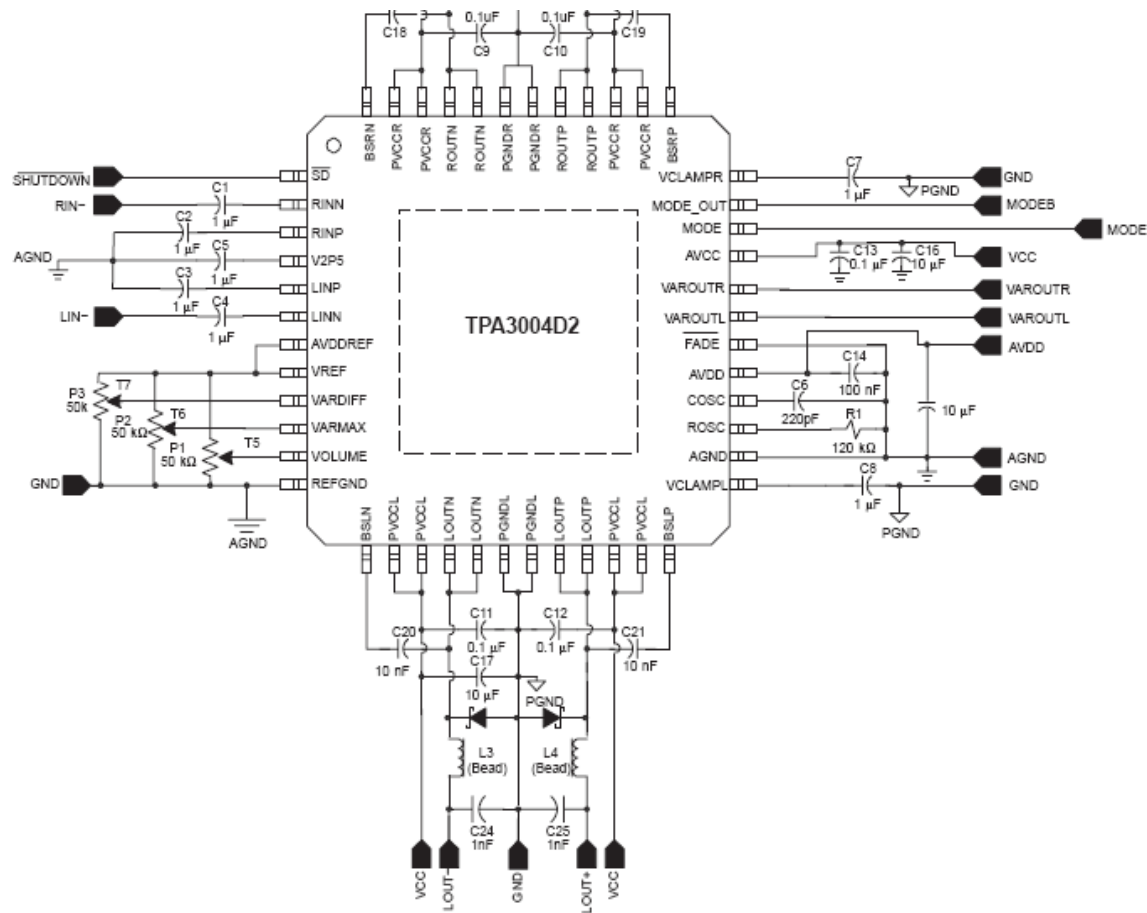 C18
0.1uF
C9
0.1uF
C10
C19
BSRN
PVCCR
PVCCR
ROUTN
ROUTN
PGNDR
PGNDR
ROUTP
ROUTP
PVCCR
PVCCR
BSRP
SHUTDOWN
SD
RIN−
C1
1 µF
RINN
C2
1 µF
RINP
AGND
C5
1 µF
V2P5
C3
1 µF
LINP
LIN−
C4
1 µF
LINN
AVDDREF
VREF
P3
50k
T7
VARDIFF
P2
50 kΩ
T6
VARMAX
P1
50 kΩ
T5
VOLUME
GND
REFGND
AGND
TPA3004D2
VCLAMPR
C7
1 µF
PGND
GND
MODE_OUT
MODEB
MODE
MODE
AVCC
C13
0.1 µF
C16
10 µF
VCC
VAROUTR
VAROUTR
VAROUTL
VAROUTL
FADE
AVDD
AVDD
C14
100 nF
COSC
C6
220pF
10 µF
ROSC
R1
120 kΩ
AGND
AGND
VCLAMPL
C8
1 µF
GND
PGND
BSLN
PVCCL
PVCCL
LOUTN
LOUTN
PGNDL
PGNDL
LOUTP
LOUTP
PVCCL
PVCCL
BSLP
C20
10 nF
C11
0.1 µF
C12
0.1 µF
C21
10 nF
C17
10 µF
PGND
L3
(Bead)
L4
(Bead)
C24
1nF
C25
1nF
VCC
LOUT−
GND
LOUT+
VCC